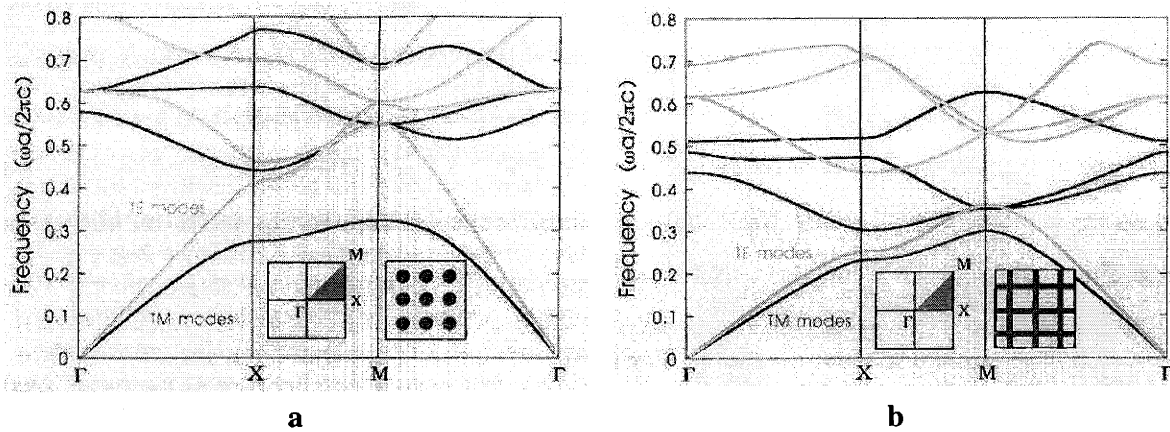 Frequency (ωa/2πc)
0.8
0.7
0.6
0.5
0.4
0.3
0.2
0.1
0
TE modes
TM modes
M
X
Γ
Γ
X
M
Γ
a
Frequency (ωa/2πc)
0.8
0.7
0.6
0.5
0.4
0.3
0.2
0.1
0
TE modes
TM modes
M
X
Γ
Γ
X
M
Γ
b